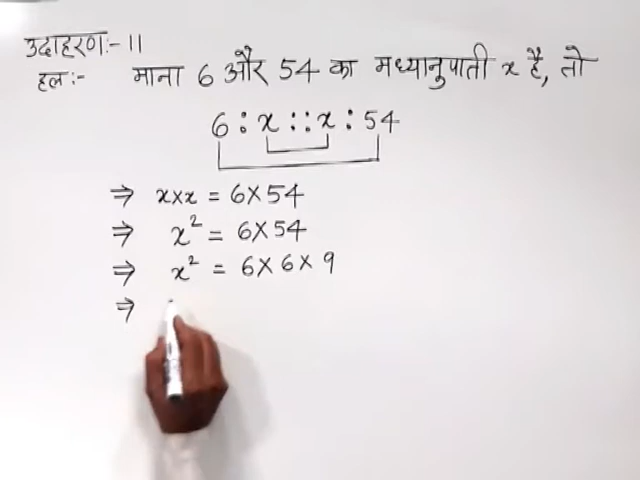 उदाहरण:- 11
हल:- माना 6 और 54 का मध्यानुपाती x है, तो
6 : x :: x : 54
⇒ x×x = 6×54
⇒ x² = 6×54
⇒ x² = 6×6×9
⇒